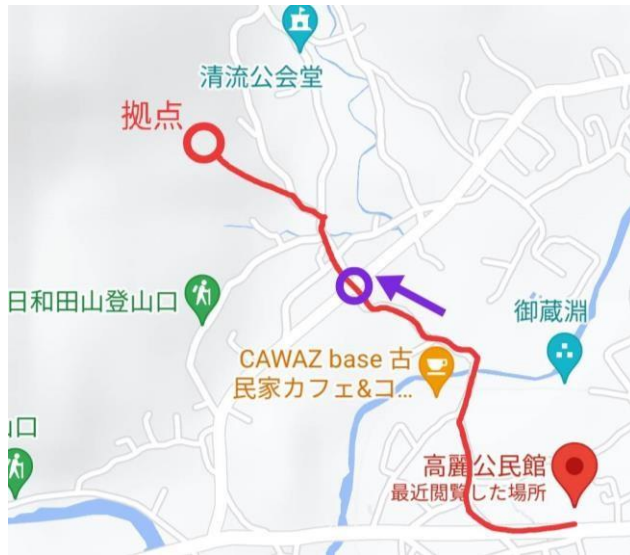 清流公会堂
拠点
日和田山登山口
御蔵淵
CAWAZ base 古
民家カフェ&コ...
山口
高麗公民館
最近閲覧した場所